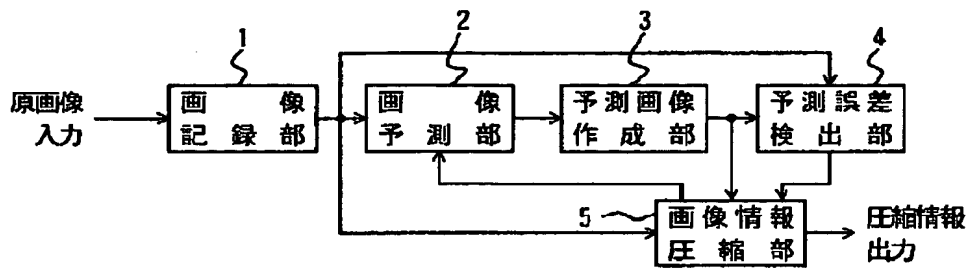 1
2
3
4
原画像
入力
画像
記録部
画像
予測部
予測画像
作成部
予測誤差
検出部
5
画像情報
圧縮部
圧縮情報
出力